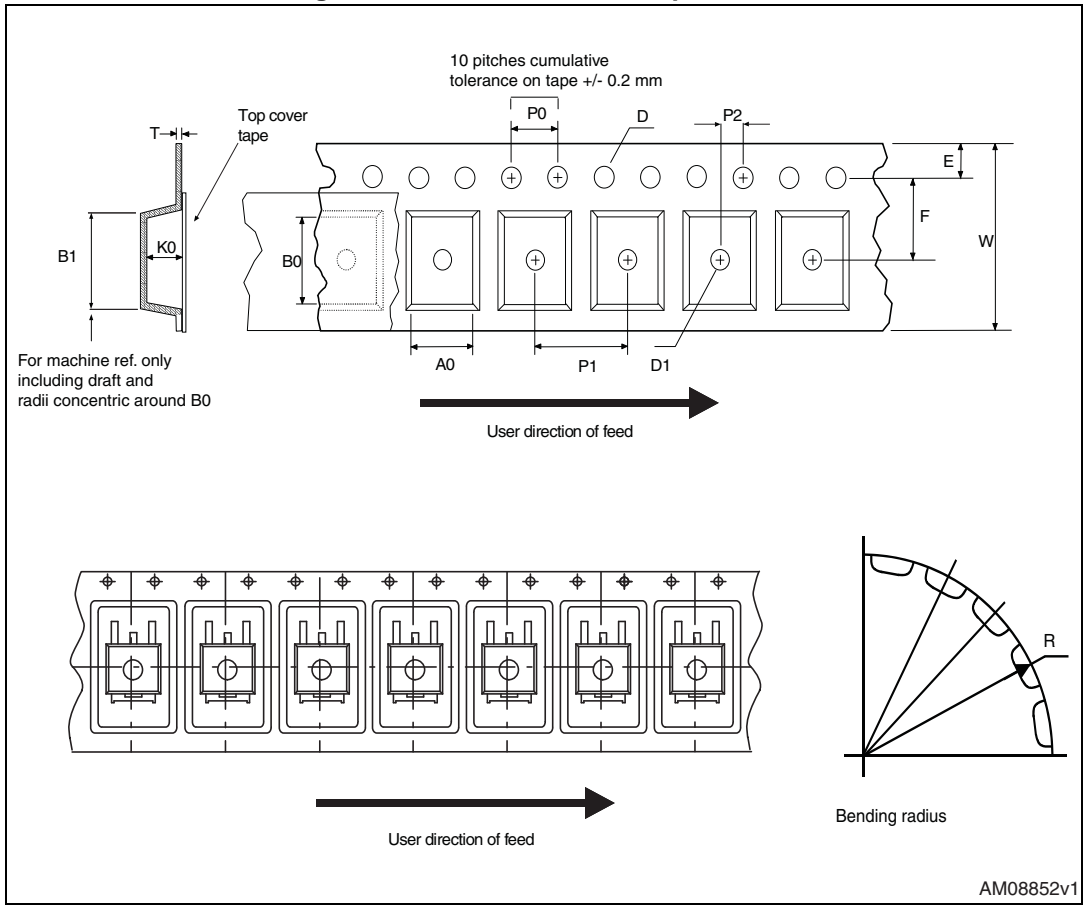 10 pitches cumulative
tolerance on tape +/- 0.2 mm
Top cover
tape
T
P0
D
P2
E
F
W
B1
K0
B0
For machine ref. only
including draft and
radii concentric around B0
A0
P1
D1
User direction of feed
R
Bending radius
User direction of feed
AM08852v1